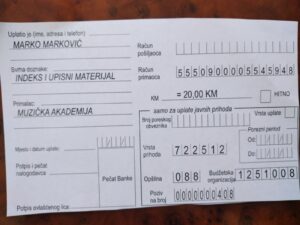 Uplatio je (ime, adresa i telefon)
MARKO MARKOVIĆ
Svrha doznake:
INDEKS I UPISNI MATERIJAL
Primalac:
MUZIČKA AKADEMIJA
Mjesto i datum uplate:
Potpis i pečat
nalogodavca
Pečat Banke
Potpis ovlaštenog lica:
Račun
pošiljaoca
Račun
primaoca
5550900005545948
KM = 20,00 KM
HITNO
samo za uplate javnih prihoda
Broj poreskog
obveznika
Vrsta uplate
Vrsta
prihoda
722512
Poreski period
Od:
Do:
Opština
088
Budžetska
organizacija
1251008
Poziv
na broj
0000000408